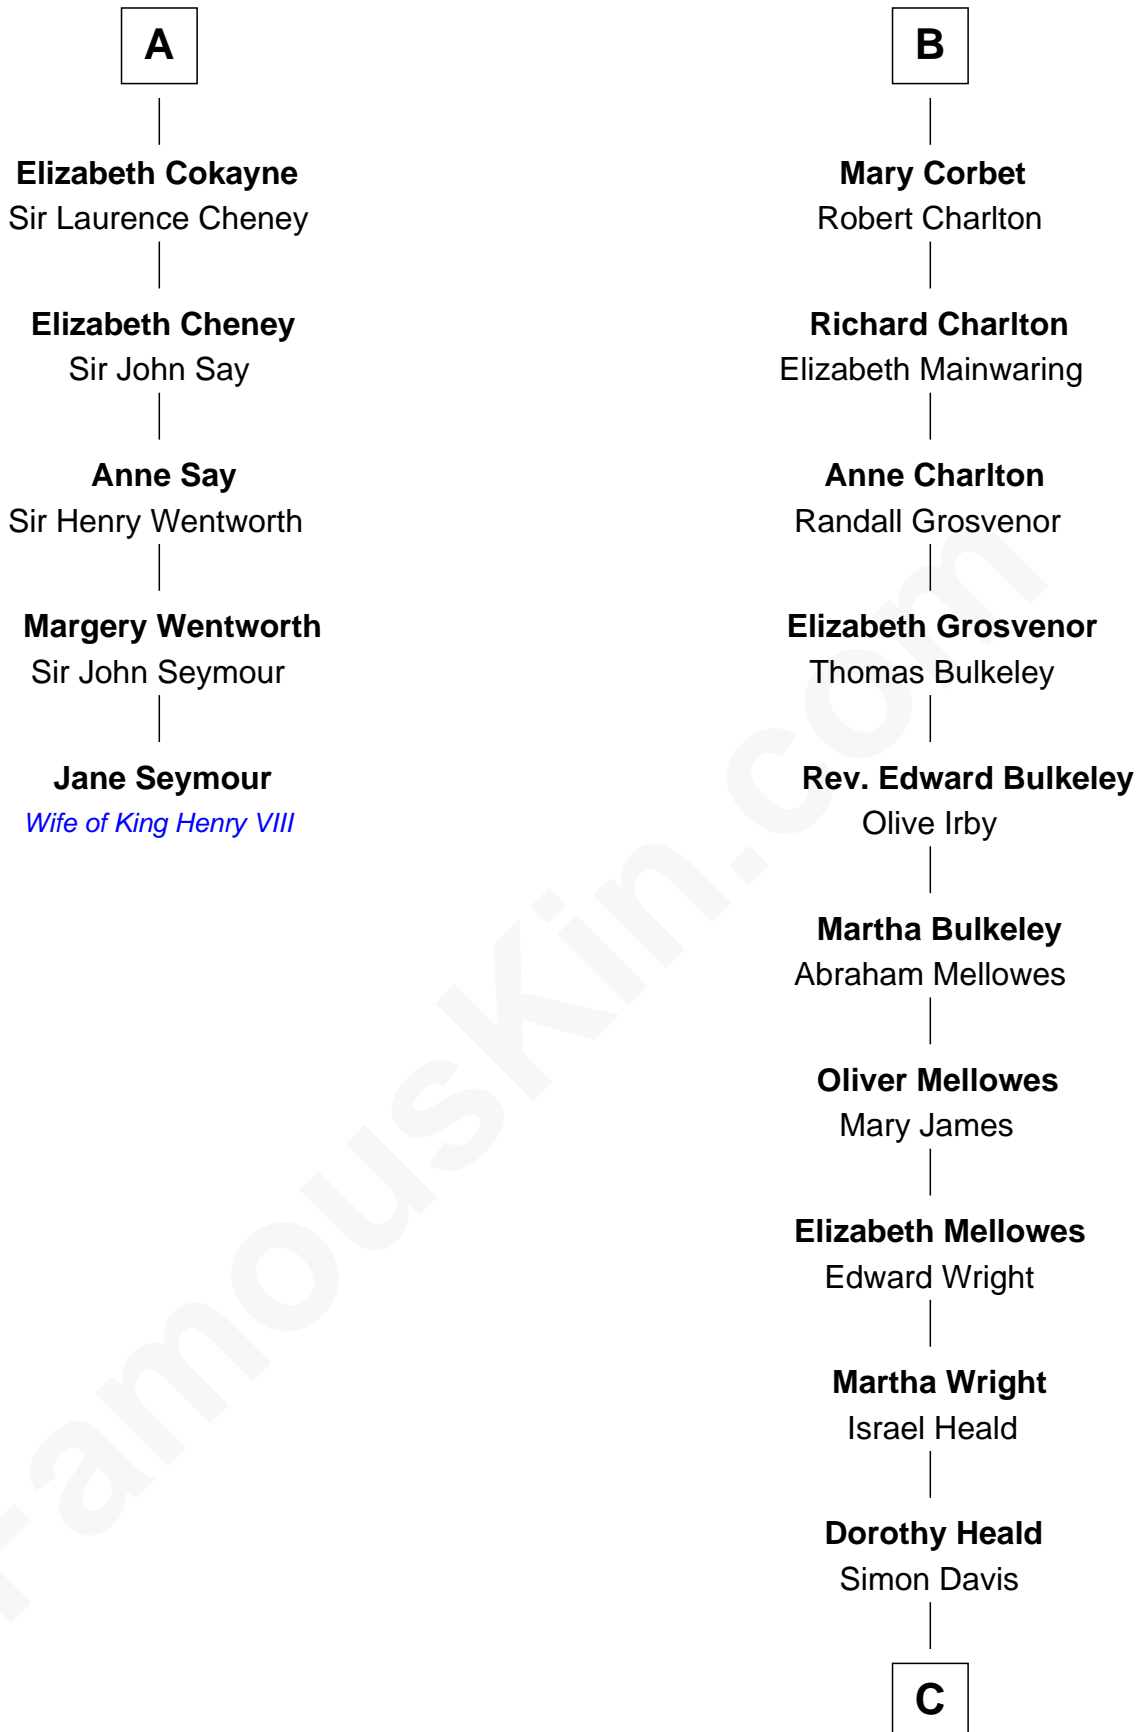 A
Elizabeth Cokayne
Sir Laurence Cheney
Elizabeth Cheney
Sir John Say
Anne Say
Sir Henry Wentworth
Margery Wentworth
Sir John Seymour
Jane Seymour
Wife of King Henry VIII
B
Mary Corbet
Robert Charlton
Richard Charlton
Elizabeth Mainwaring
Anne Charlton
Randall Grosvenor
Elizabeth Grosvenor
Thomas Bulkeley
Rev. Edward Bulkeley
Olive Irby
Martha Bulkeley
Abraham Mellowes
Oliver Mellowes
Mary James
Elizabeth Mellowes
Edward Wright
Martha Wright
Israel Heald
Dorothy Heald
Simon Davis
C
FamousKin.com